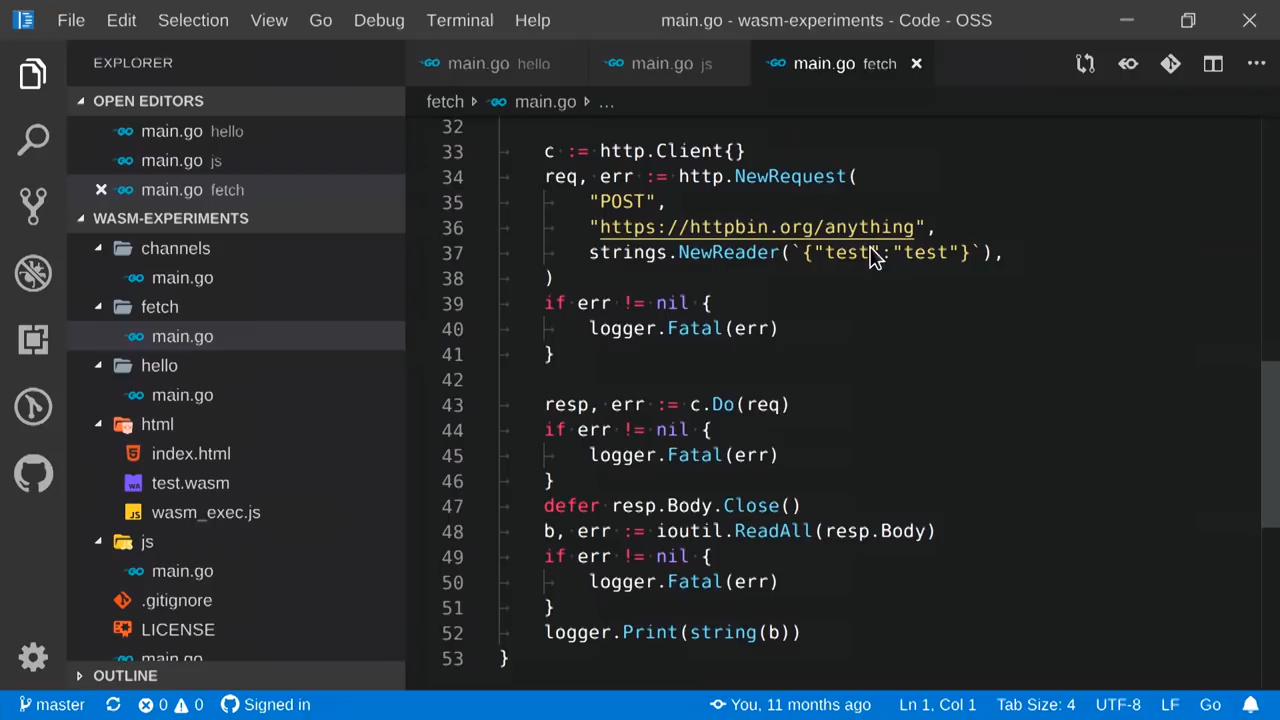 File Edit Selection View Go Debug Terminal Help main.go - wasm-experiments - Code - OSS
EXPLORER
OPEN EDITORS
main.go hello
main.go js
main.go fetch
WASM-EXPERIMENTS
channels
main.go
fetch
main.go
hello
main.go
html
index.html
test.wasm
wasm_exec.js
js
main.go
.gitignore
LICENSE
main.go
OUTLINE
main.go hello main.go js main.go fetch
fetch main.go ...
32
33 c := http.Client{}
34 req, err := http.NewRequest(
35 "POST",
36 "https://httpbin.org/anything",
37 strings.NewReader(`{"test":"test"}`),
38 )
39 if err != nil {
40 logger.Fatal(err)
41 }
42
43 resp, err := c.Do(req)
44 if err != nil {
45 logger.Fatal(err)
46 }
47 defer resp.Body.Close()
48 b, err := ioutil.ReadAll(resp.Body)
49 if err != nil {
50 logger.Fatal(err)
51 }
52 logger.Print(string(b))
53 }
master 0 0 Signed in You, 11 months ago Ln 1, Col 1 Tab Size: 4 UTF-8 LF Go